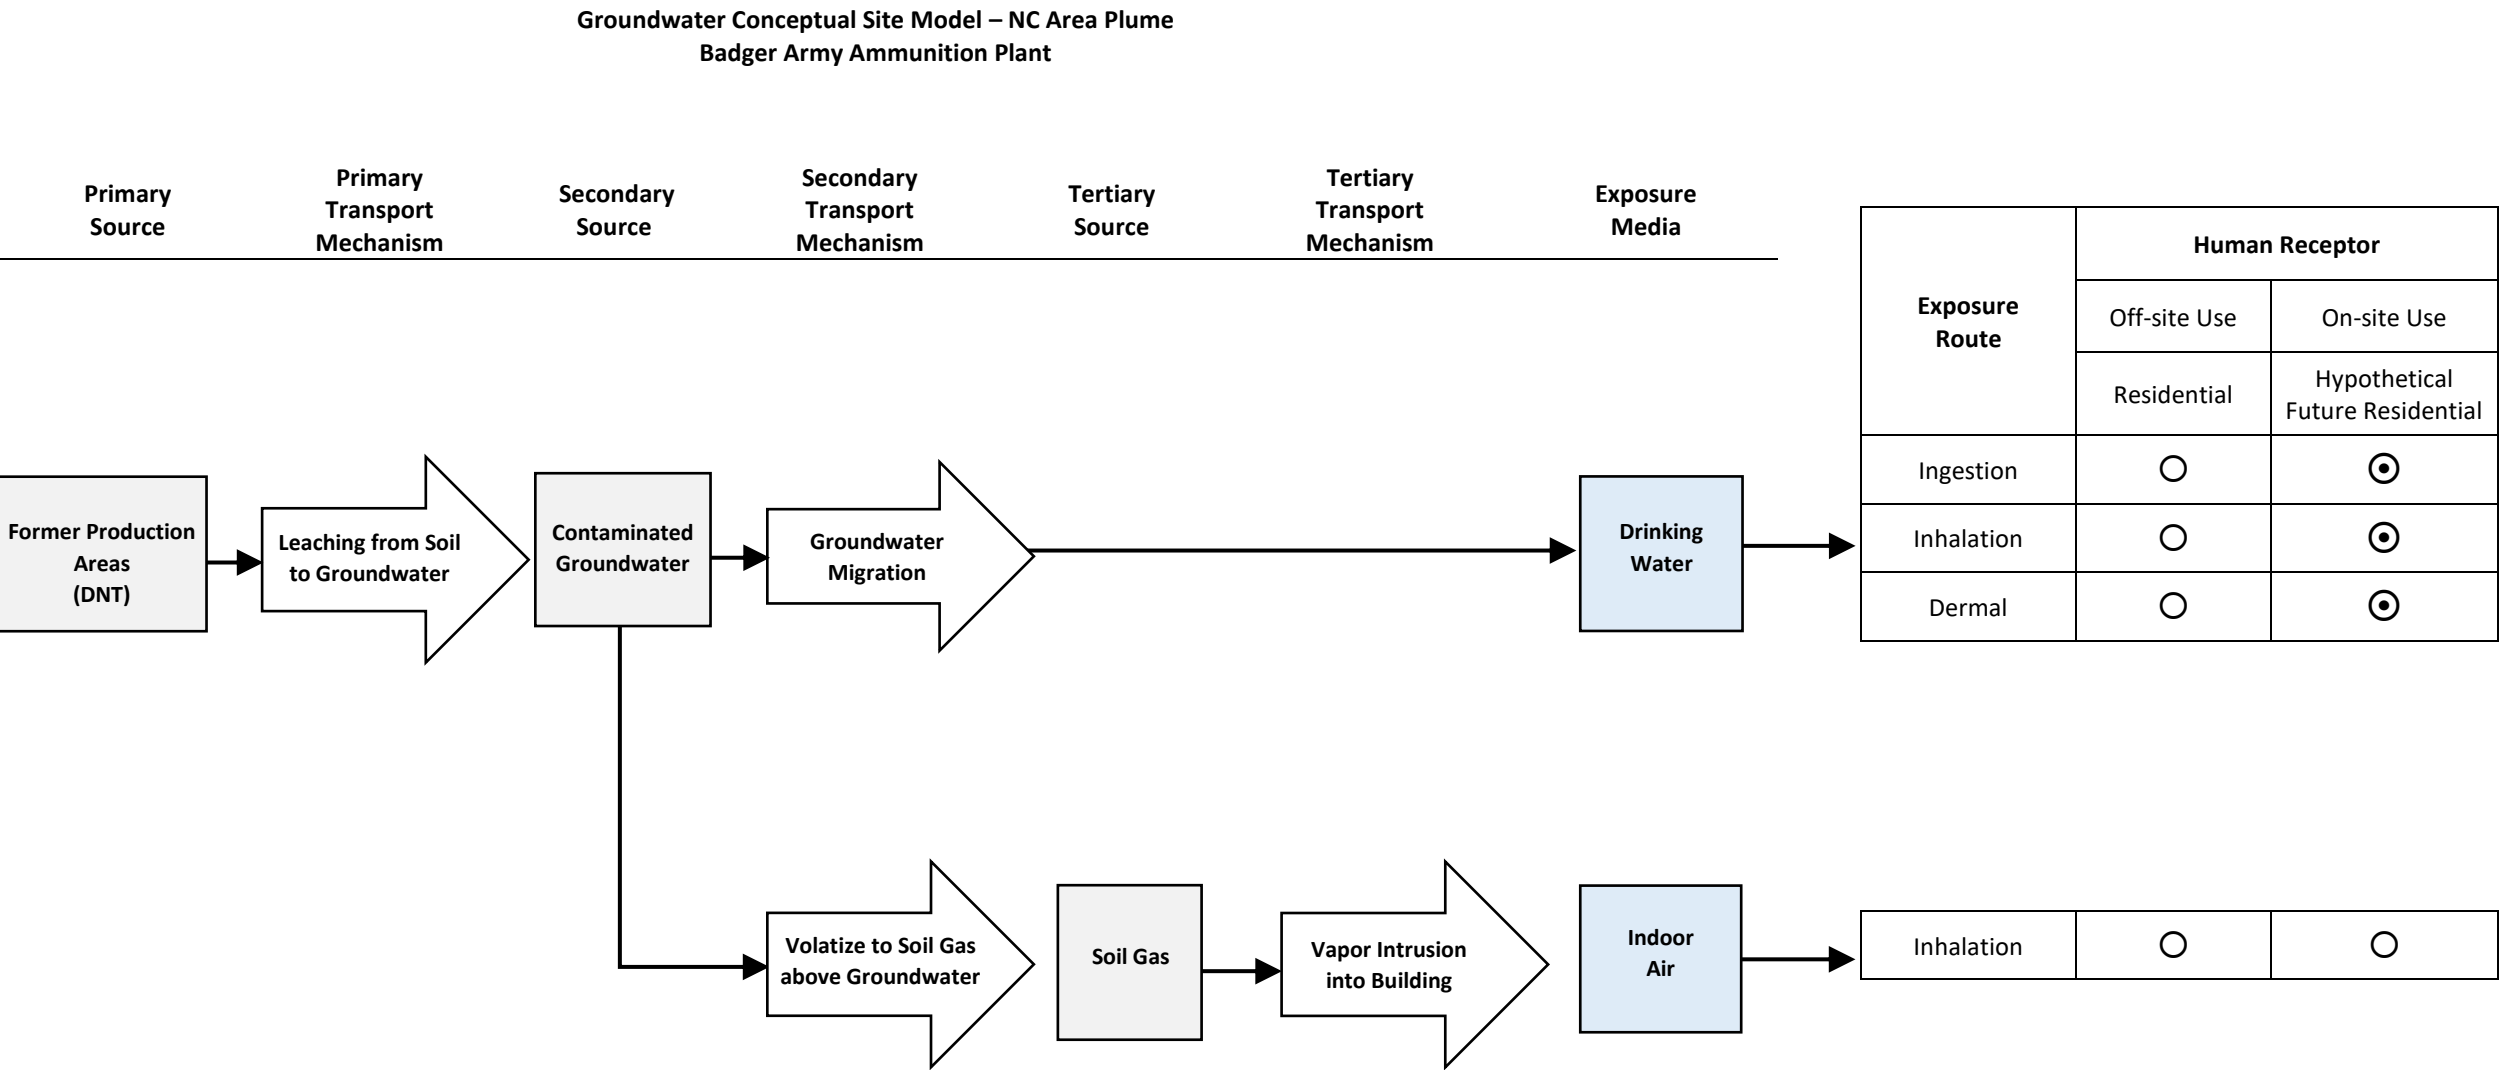 Groundwater Conceptual Site Model – NC Area Plume
Badger Army Ammunition Plant
Primary
Source
Primary
Transport
Mechanism
Secondary
Source
Secondary
Transport
Mechanism
Tertiary
Source
Tertiary
Transport
Mechanism
Exposure
Media
Exposure
Route
Human Receptor
Off-site Use
On-site Use
Residential
Hypothetical
Future Residential
Former Production
Areas
(DNT)
Leaching from Soil
to Groundwater
Contaminated
Groundwater
Groundwater
Migration
Drinking
Water
Ingestion
Inhalation
Dermal
Volatize to Soil Gas
above Groundwater
Soil Gas
Vapor Intrusion
into Building
Indoor
Air
Inhalation